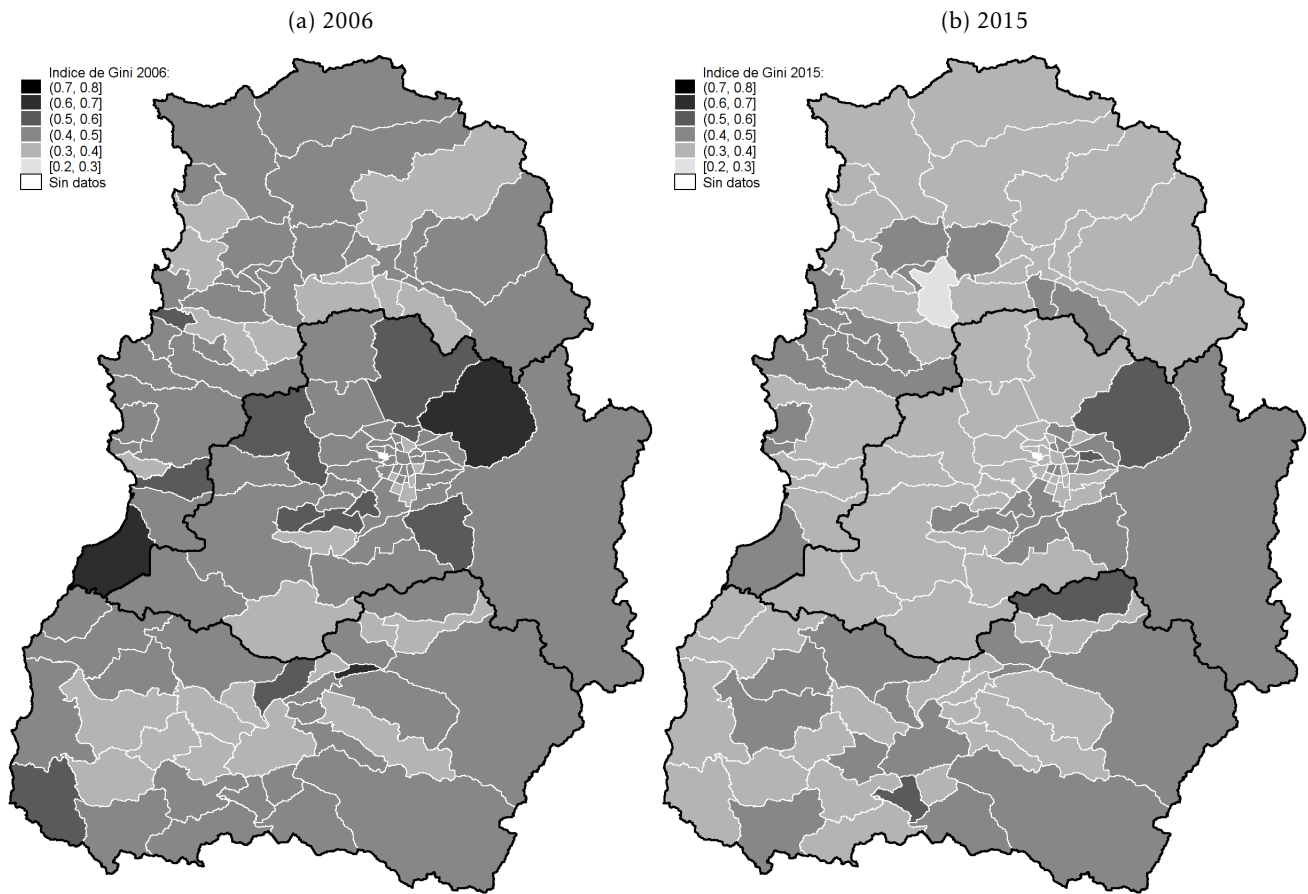 (a) 2006
Indice de Gini 2006:
(0.7, 0.8]
(0.6, 0.7]
(0.5, 0.6]
(0.4, 0.5]
(0.3, 0.4]
[0.2, 0.3]
Sin datos
(b) 2015
Indice de Gini 2015:
(0.7, 0.8]
(0.6, 0.7]
(0.5, 0.6]
(0.4, 0.5]
(0.3, 0.4]
[0.2, 0.3]
Sin datos